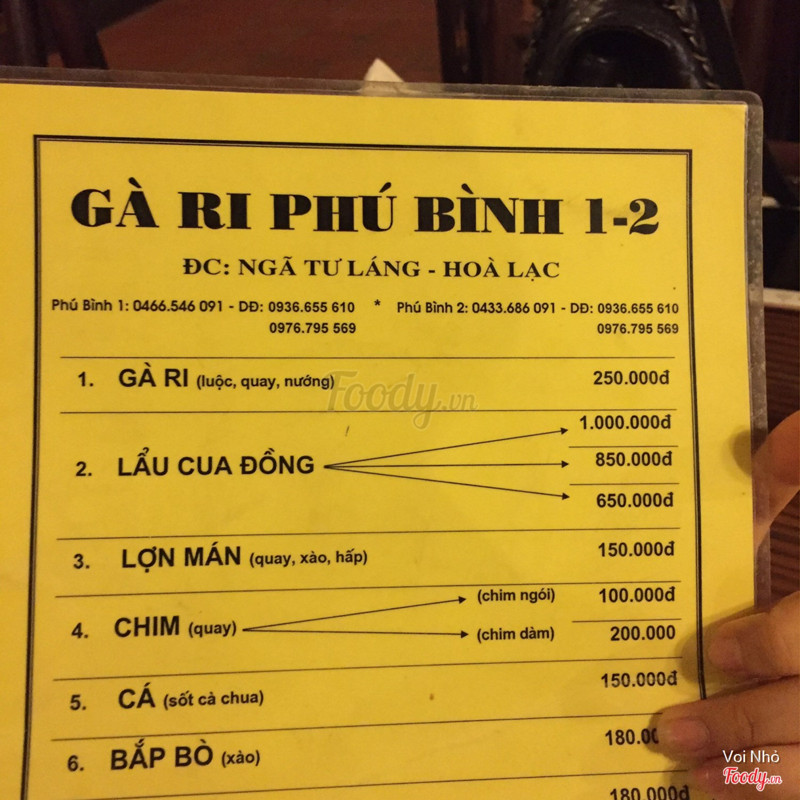 GÀ RI PHÚ BÌNH 1-2
ĐC: NGÃ TƯ LÁNG - HOÀ LẠC
Phú Bình 1: 0466.546 091 - DĐ: 0936.655 610 * Phú Bình 2: 0433.686 091 - DĐ: 0936.655 610
0976.795 569 0976.795 569
1. GÀ RI (luộc, quay, nướng) 250.000đ
Foody.vn
1.000.000đ
2. LẨU CUA ĐỒNG 850.000đ
650.000đ
3. LỢN MÁN (quay, xào, hấp) 150.000đ
(chim ngói) 100.000đ
4. CHIM (quay) (chim dàm) 200.000
5. CÁ (sốt cà chua) 150.000đ
6. BẮP BÒ (xào) 180.00
180.000đ
Voi Nhỏ
Foody.vn